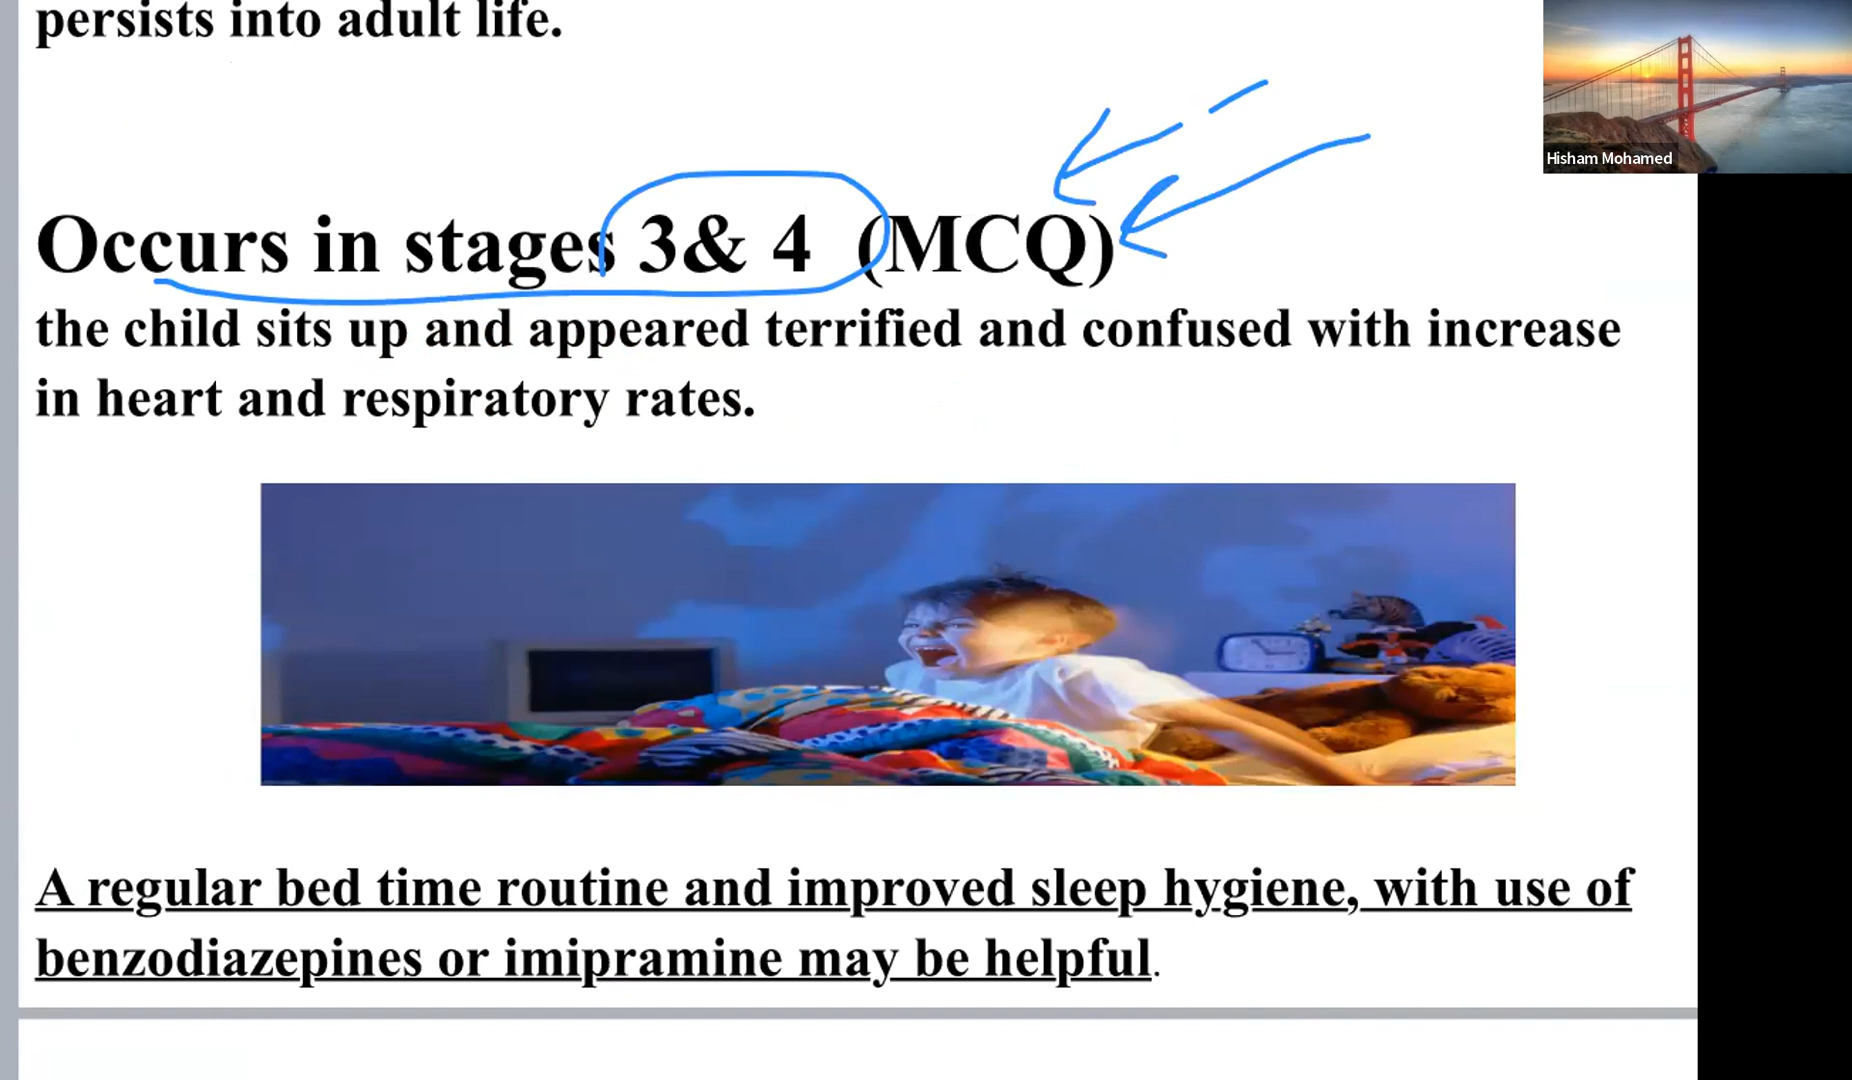 persists into adult life.
Hisham Mohamed
Occurs in stages 3& 4 (MCQ)
the child sits up and appeared terrified and confused with increase
in heart and respiratory rates.
A regular bed time routine and improved sleep hygiene, with use of
benzodiazepines or imipramine may be helpful.